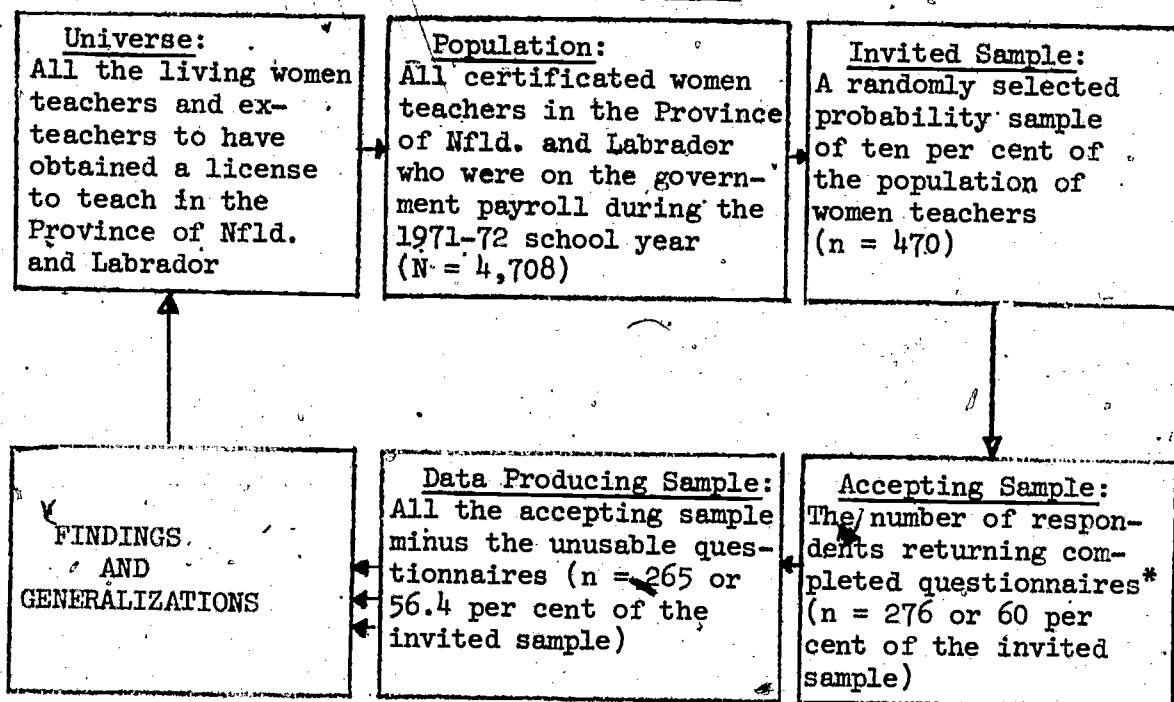 Universe:
All the living women
teachers and ex-
teachers to have
obtained a license
to teach in the
Province of Nfld.
and Labrador
Population:
All certificated women
teachers in the Province
of Nfld. and Labrador
who were on the govern-
ment payroll during the
1971-72 school year
(N = 4,708)
Invited Sample:
A randomly selected
probability sample
of ten per cent of
the population of
women teachers
(n = 470)
Accepting Sample:
The number of respon-
dents returning com-
pleted questionnaires*
(n = 276 or 60 per
cent of the invited
sample)
Data Producing Sample:
All the accepting sample
minus the unusable ques-
tionnaires (n = 265 or
56.4 per cent of the
invited sample)
FINDINGS
AND
GENERALIZATIONS